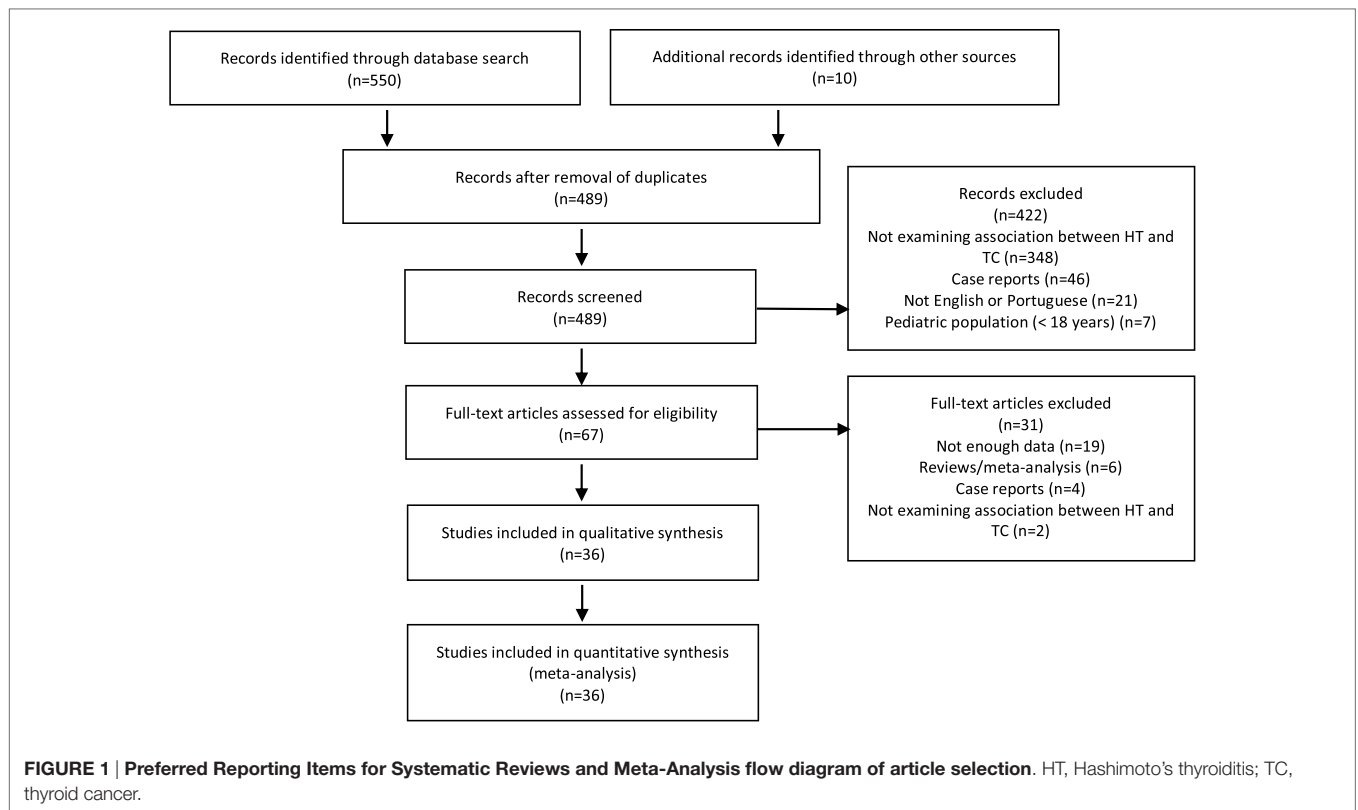 Records identified through database search
(n=550)
Additional records identified through other sources
(n=10)
Records after removal of duplicates
(n=489)
Records screened
(n=489)
Records excluded
(n=422)
Not examining association between HT and
TC (n=348)
Case reports (n=46)
Not English or Portuguese (n=21)
Pediatric population (< 18 years) (n=7)
Full-text articles assessed for eligibility
(n=67)
Full-text articles excluded
(n=31)
Not enough data (n=19)
Reviews/meta-analysis (n=6)
Case reports (n=4)
Not examining association between HT and
TC (n=2)
Studies included in qualitative synthesis
(n=36)
Studies included in quantitative synthesis
(meta-analysis)
(n=36)
FIGURE 1 | Preferred Reporting Items for Systematic Reviews and Meta-Analysis flow diagram of article selection. HT, Hashimoto's thyroiditis; TC,
thyroid cancer.